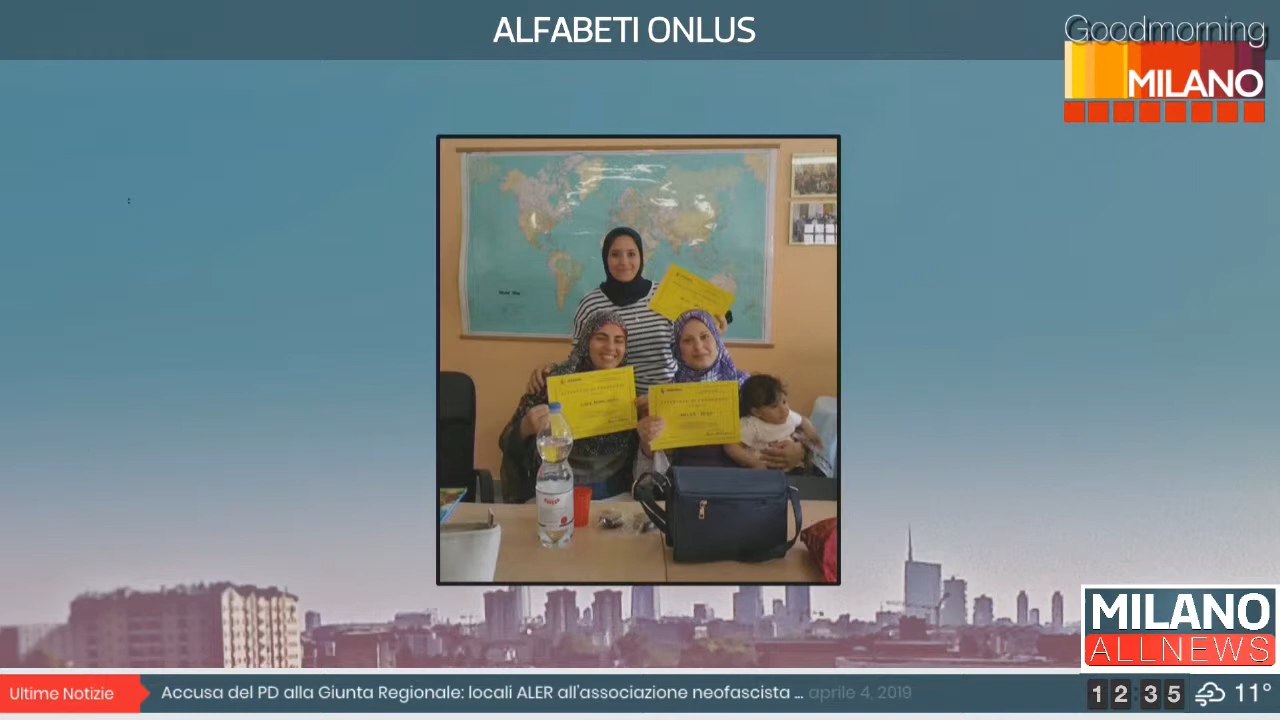 ALFABETI ONLUS
Goodmorning
MILANO
MILANO
ALLNEWS
Ultime Notizie
Accusa del PD alla Giunta Regionale: locali ALER all'associazione neofascista ... aprile 4, 2019
12:35
11°